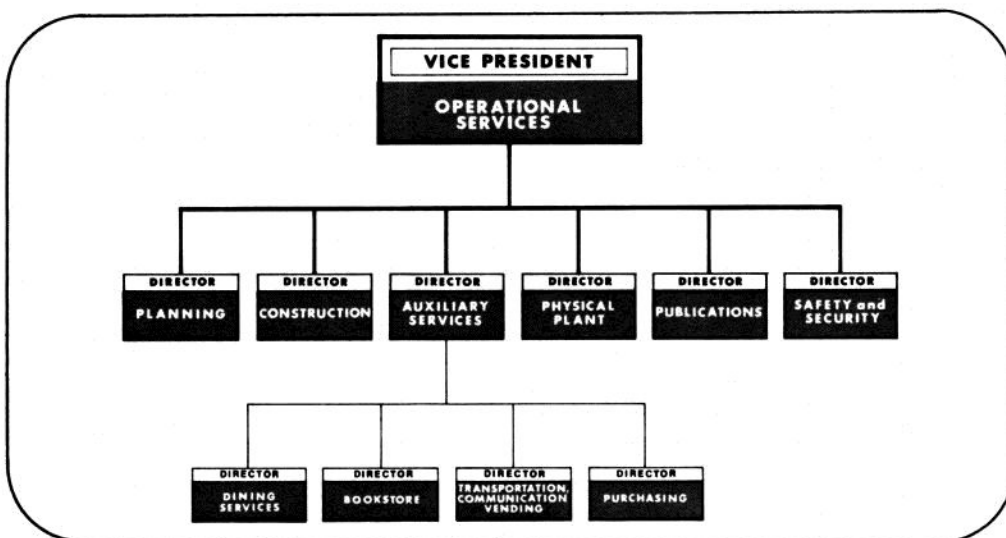 VICE PRESIDENT
OPERATIONAL
SERVICES
DIRECTOR
PLANNING
DIRECTOR
CONSTRUCTION
DIRECTOR
AUXILIARY
SERVICES
DIRECTOR
PHYSICAL
PLANT
DIRECTOR
PUBLICATIONS
DIRECTOR
SAFETY and
SECURITY
DIRECTOR
DINING
SERVICES
DIRECTOR
BOOKSTORE
DIRECTOR
TRANSPORTATION,
COMMUNICATION
VENDING
DIRECTOR
PURCHASING